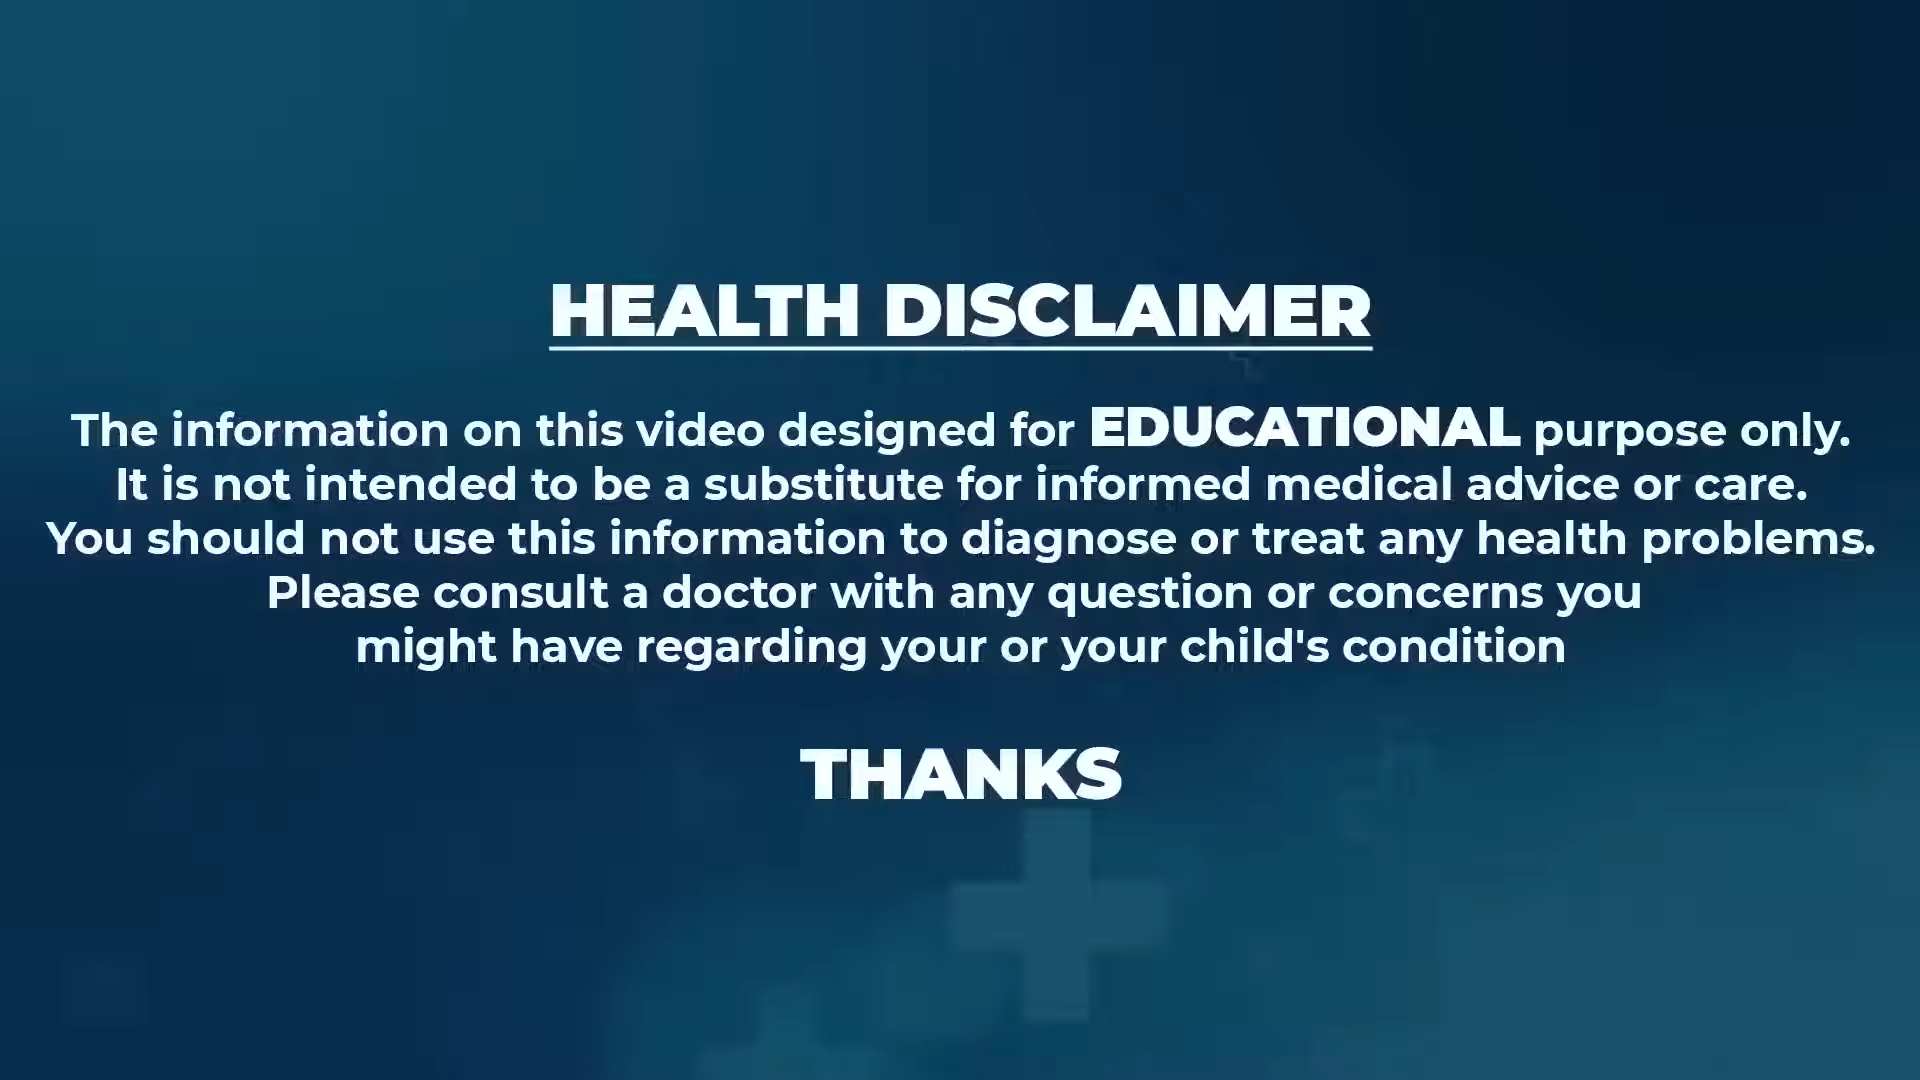 HEALTH DISCLAIMER
The information on this video designed for EDUCATIONAL purpose only.
It is not intended to be a substitute for informed medical advice or care.
You should not use this information to diagnose or treat any health problems.
Please consult a doctor with any question or concerns you
might have regarding your or your child's condition
THANKS